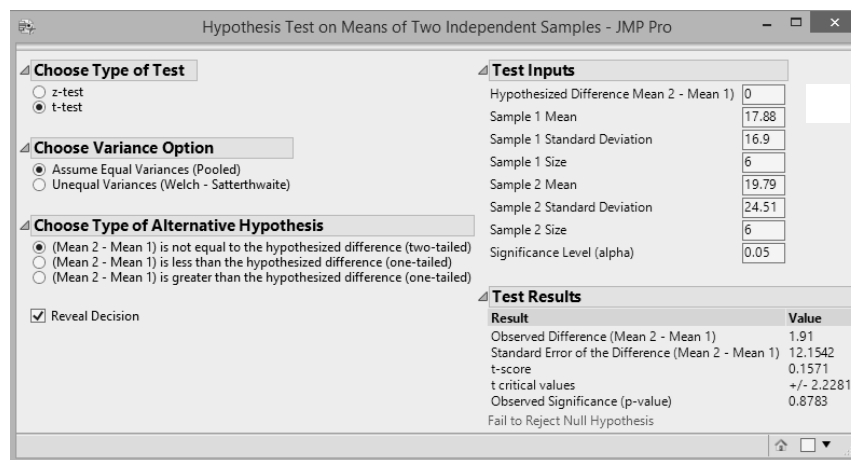 Hypothesis Test on Means of Two Independent Samples - JMP Pro
Choose Type of Test
z-test
t-test
Choose Variance Option
Assume Equal Variances (Pooled)
Unequal Variances (Welch - Satterthwaite)
Choose Type of Alternative Hypothesis
(Mean 2 - Mean 1) is not equal to the hypothesized difference (two-tailed)
(Mean 2 - Mean 1) is less than the hypothesized difference (one-tailed)
(Mean 2 - Mean 1) is greater than the hypothesized difference (one-tailed)
Reveal Decision
Test Inputs
Hypothesized Difference Mean 2 - Mean 1) 0
Sample 1 Mean 17.88
Sample 1 Standard Deviation 16.9
Sample 1 Size 6
Sample 2 Mean 19.79
Sample 2 Standard Deviation 24.51
Sample 2 Size 6
Significance Level (alpha) 0.05
Test Results
Result Value
Observed Difference (Mean 2 - Mean 1) 1.91
Standard Error of the Difference (Mean 2 - Mean 1) 12.1542
t-score 0.1571
t critical values +/- 2.2281
Observed Significance (p-value) 0.8783
Fail to Reject Null Hypothesis